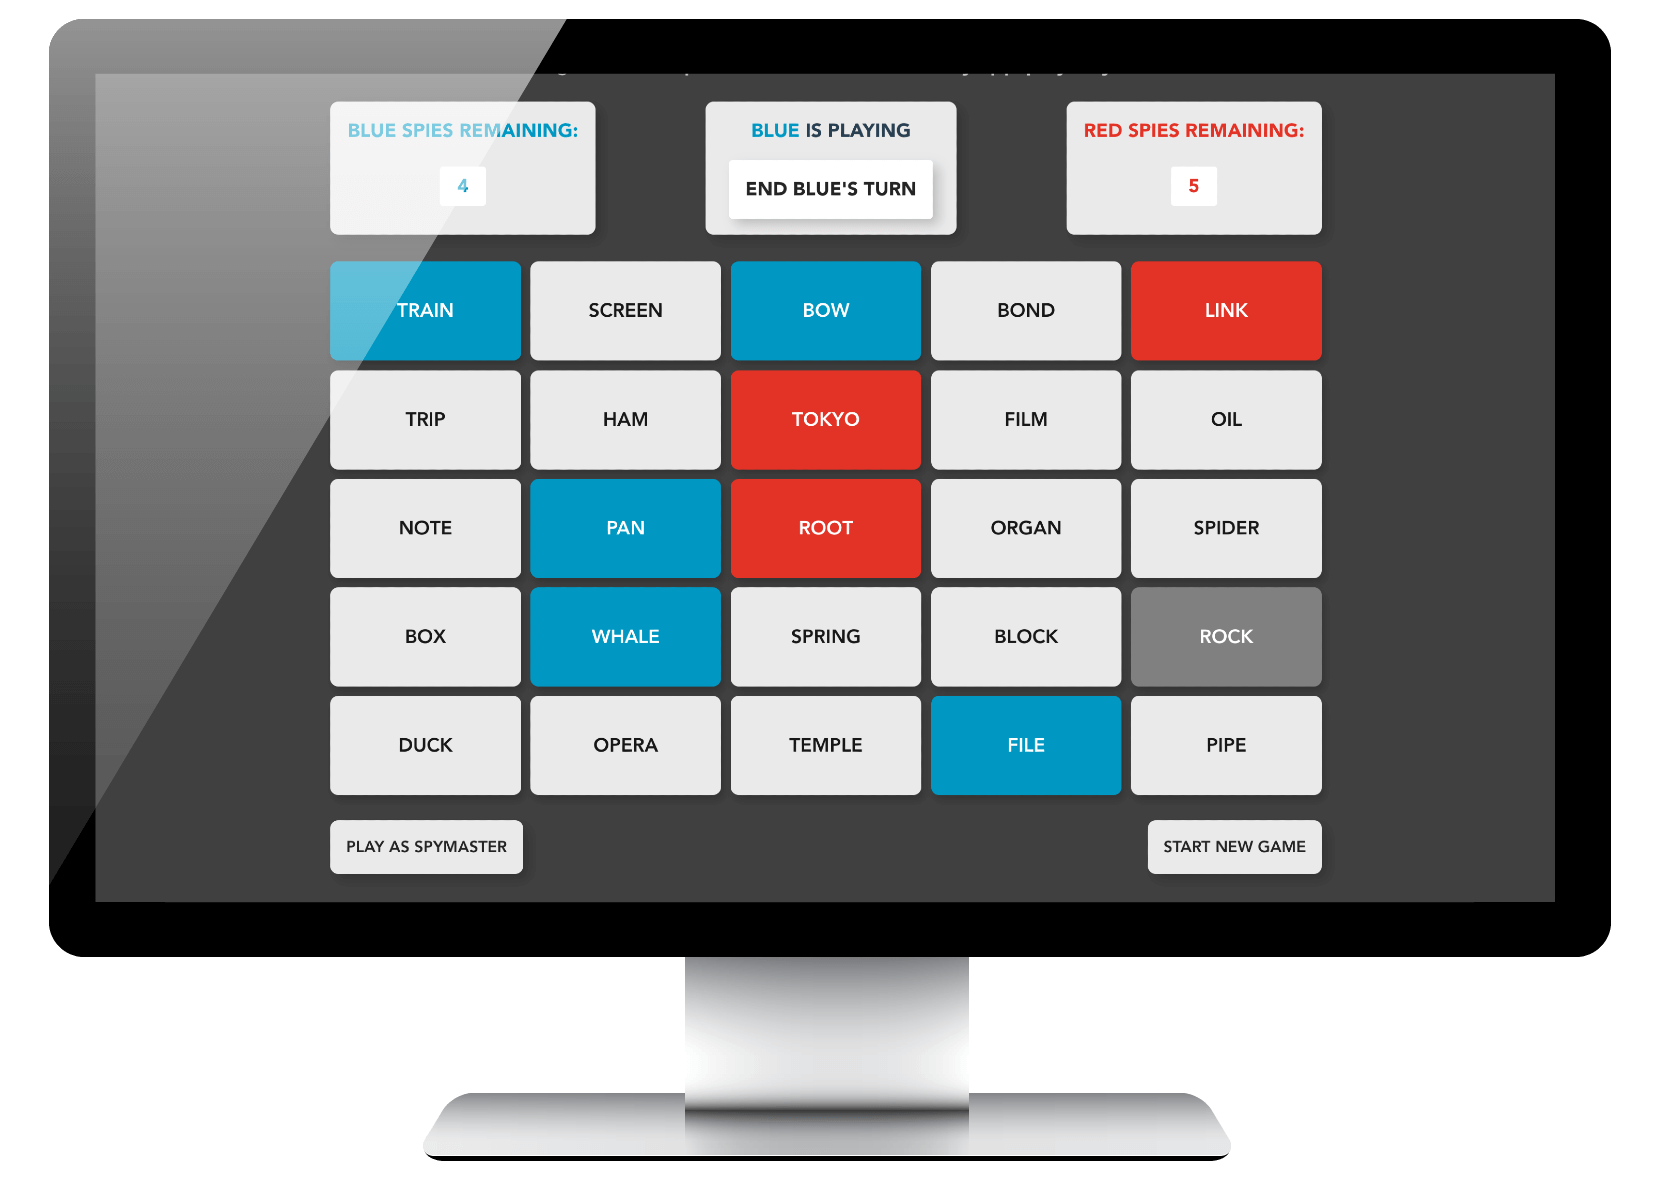 BLUE SPIES REMAINING:
4
BLUE IS PLAYING
END BLUE'S TURN
RED SPIES REMAINING:
5
TRAIN SCREEN BOW BOND LINK
TRIP HAM TOKYO FILM OIL
NOTE PAN ROOT ORGAN SPIDER
BOX WHALE SPRING BLOCK ROCK
DUCK OPERA TEMPLE FILE PIPE
PLAY AS SPYMASTER
START NEW GAME